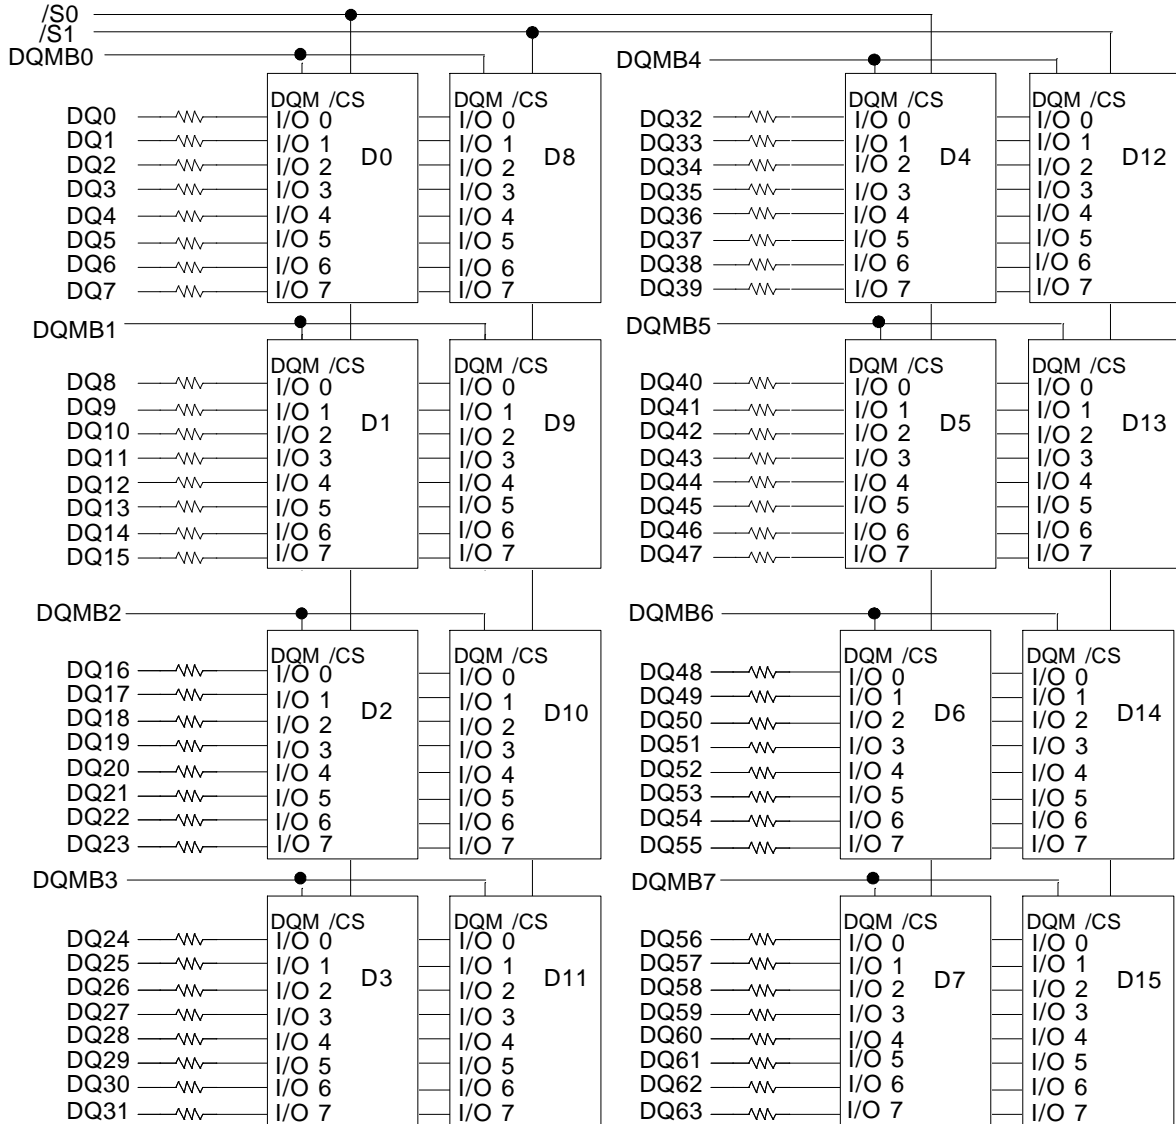 /S0
/S1
DQMB0
DQM /CS
DQ0 I/O 0
DQ1 I/O 1
DQ2 I/O 2
DQ3 I/O 3
DQ4 I/O 4
DQ5 I/O 5
DQ6 I/O 6
DQ7 I/O 7
D0
DQM /CS
I/O 0
I/O 1
I/O 2
I/O 3
I/O 4
I/O 5
I/O 6
I/O 7
D8
DQMB4
DQM /CS
DQ32 I/O 0
DQ33 I/O 1
DQ34 I/O 2
DQ35 I/O 3
DQ36 I/O 4
DQ37 I/O 5
DQ38 I/O 6
DQ39 I/O 7
D4
DQM /CS
I/O 0
I/O 1
I/O 2
I/O 3
I/O 4
I/O 5
I/O 6
I/O 7
D12
DQMB1
DQM /CS
DQ8 I/O 0
DQ9 I/O 1
DQ10 I/O 2
DQ11 I/O 3
DQ12 I/O 4
DQ13 I/O 5
DQ14 I/O 6
DQ15 I/O 7
D1
DQM /CS
I/O 0
I/O 1
I/O 2
I/O 3
I/O 4
I/O 5
I/O 6
I/O 7
D9
DQMB5
DQM /CS
DQ40 I/O 0
DQ41 I/O 1
DQ42 I/O 2
DQ43 I/O 3
DQ44 I/O 4
DQ45 I/O 5
DQ46 I/O 6
DQ47 I/O 7
D5
DQM /CS
I/O 0
I/O 1
I/O 2
I/O 3
I/O 4
I/O 5
I/O 6
I/O 7
D13
DQMB2
DQM /CS
DQ16 I/O 0
DQ17 I/O 1
DQ18 I/O 2
DQ19 I/O 3
DQ20 I/O 4
DQ21 I/O 5
DQ22 I/O 6
DQ23 I/O 7
D2
DQM /CS
I/O 0
I/O 1
I/O 2
I/O 3
I/O 4
I/O 5
I/O 6
I/O 7
D10
DQMB6
DQM /CS
DQ48 I/O 0
DQ49 I/O 1
DQ50 I/O 2
DQ51 I/O 3
DQ52 I/O 4
DQ53 I/O 5
DQ54 I/O 6
DQ55 I/O 7
D6
DQM /CS
I/O 0
I/O 1
I/O 2
I/O 3
I/O 4
I/O 5
I/O 6
I/O 7
D14
DQMB3
DQM /CS
DQ24 I/O 0
DQ25 I/O 1
DQ26 I/O 2
DQ27 I/O 3
DQ28 I/O 4
DQ29 I/O 5
DQ30 I/O 6
DQ31 I/O 7
D3
DQM /CS
I/O 0
I/O 1
I/O 2
I/O 3
I/O 4
I/O 5
I/O 6
I/O 7
D11
DQMB7
DQM /CS
DQ56 I/O 0
DQ57 I/O 1
DQ58 I/O 2
DQ59 I/O 3
DQ60 I/O 4
DQ61 I/O 5
DQ62 I/O 6
DQ63 I/O 7
D7
DQM /CS
I/O 0
I/O 1
I/O 2
I/O 3
I/O 4
I/O 5
I/O 6
I/O 7
D15